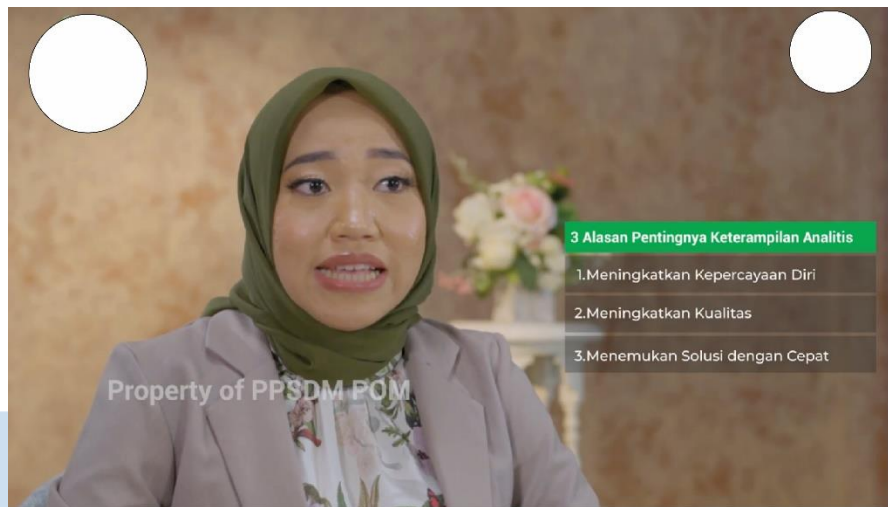 3 Alasan Pentingnya Keterampilan Analitis
1.Meningkatkan Kepercayaan Diri
2.Meningkatkan Kualitas
3.Menemukan Solusi dengan Cepat
Property of PPSDM POM